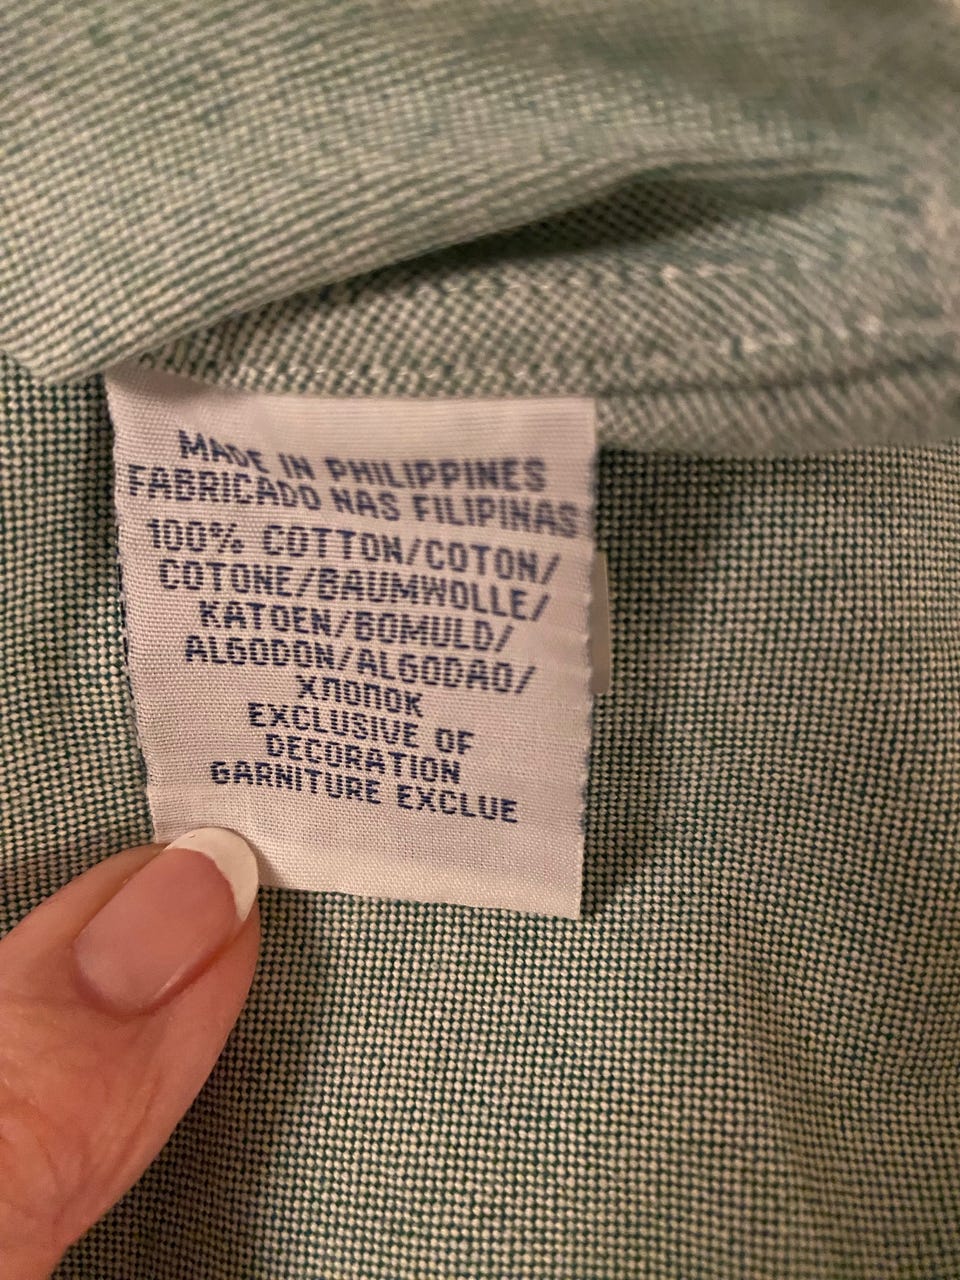 MADE IN PHILIPPINES
FABRICADO NAS FILIPINAS
100% COTTON/COTON/
COTONE/BAUMWOLLE/
KATOEN/BOMULD/
ALGODON/ALGODAO/
ХЛОПОК
EXCLUSIVE OF
DECORATION
GARNITURE EXCLUE